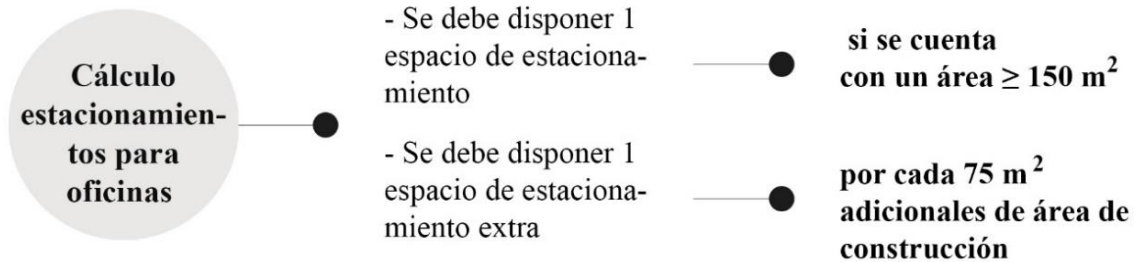 Cálculo
estacionamien-
tos para
oficinas
- Se debe disponer 1
espacio de estaciona-
miento
si se cuenta
con un área ≥ 150 m²
- Se debe disponer 1
espacio de estaciona-
miento extra
por cada 75 m²
adicionales de área de
construcción